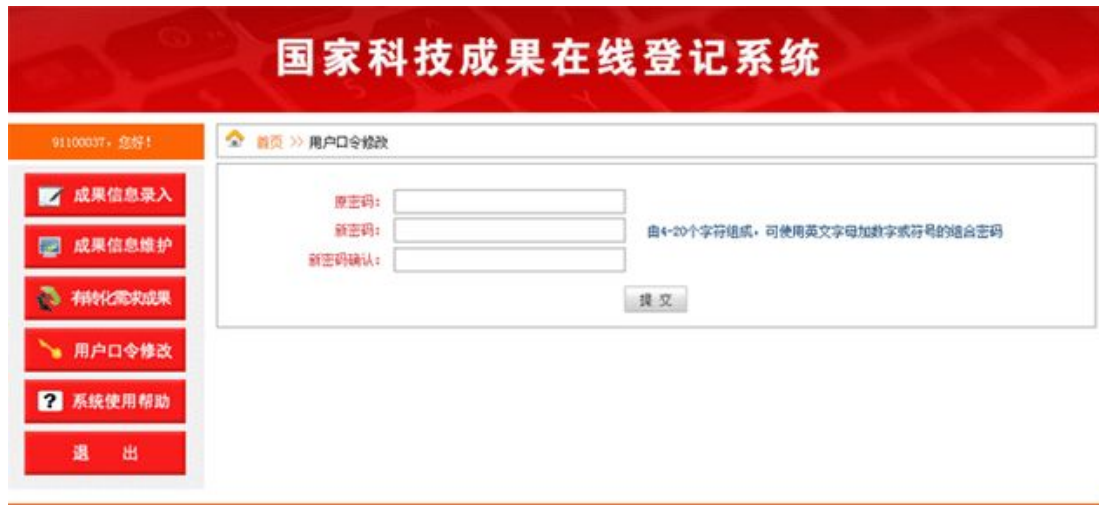 国家科技成果在线登记系统
91100037，您好！
首页 >> 用户口令修改
成果信息录入
成果信息维护
有转化需求成果
用户口令修改
系统使用帮助
退 出
原密码：
新密码：
由4-20个字符组成，可使用英文字母加数字或符号的组合密码
新密码确认：
提 交